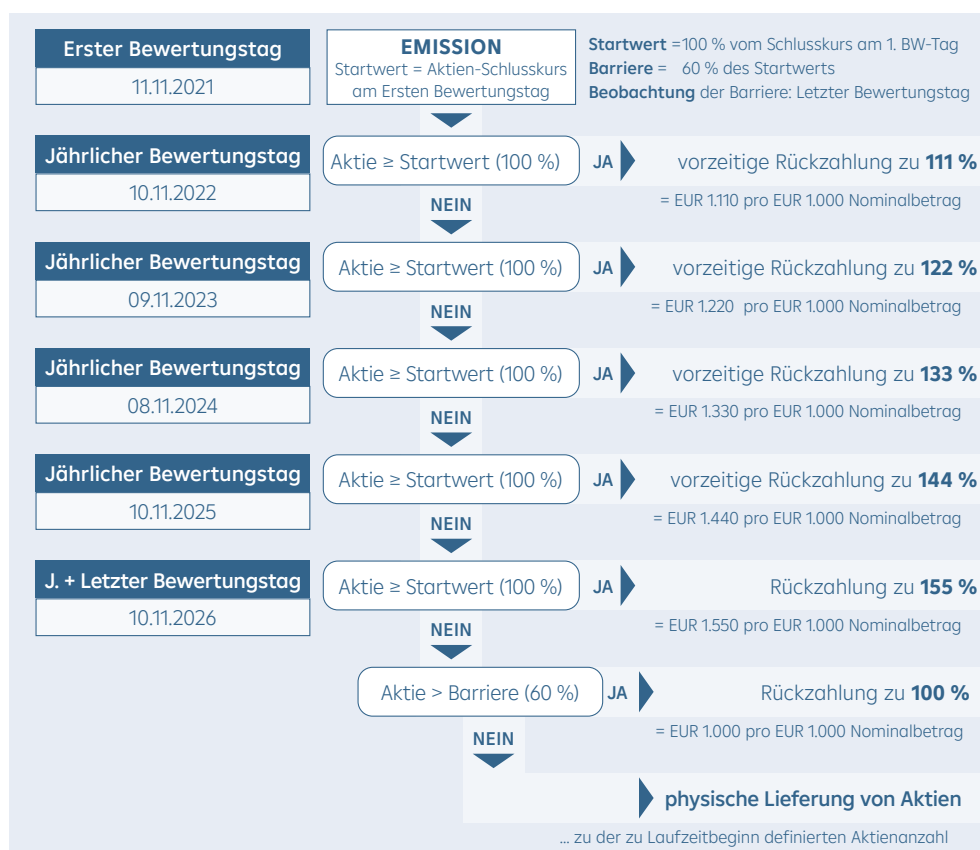 Erster Bewertungstag
11.11.2021
EMISSION
Startwert = Aktien-Schlusskurs
am Ersten Bewertungstag
Startwert =100 % vom Schlusskurs am 1. BW-Tag
Barriere = 60 % des Startwerts
Beobachtung der Barriere: Letzter Bewertungstag
Jährlicher Bewertungstag
10.11.2022
Aktie ≥ Startwert (100 %)
JA
vorzeitige Rückzahlung zu 111 %
= EUR 1.110 pro EUR 1.000 Nominalbetrag
NEIN
Jährlicher Bewertungstag
09.11.2023
Aktie ≥ Startwert (100 %)
JA
vorzeitige Rückzahlung zu 122 %
= EUR 1.220 pro EUR 1.000 Nominalbetrag
NEIN
Jährlicher Bewertungstag
08.11.2024
Aktie ≥ Startwert (100 %)
JA
vorzeitige Rückzahlung zu 133 %
= EUR 1.330 pro EUR 1.000 Nominalbetrag
NEIN
Jährlicher Bewertungstag
10.11.2025
Aktie ≥ Startwert (100 %)
JA
vorzeitige Rückzahlung zu 144 %
= EUR 1.440 pro EUR 1.000 Nominalbetrag
NEIN
J. + Letzter Bewertungstag
10.11.2026
Aktie ≥ Startwert (100 %)
JA
Rückzahlung zu 155 %
= EUR 1.550 pro EUR 1.000 Nominalbetrag
NEIN
Aktie > Barriere (60 %)
JA
Rückzahlung zu 100 %
= EUR 1.000 pro EUR 1.000 Nominalbetrag
NEIN
physische Lieferung von Aktien
... zu der zu Laufzeitbeginn definierten Aktienanzahl